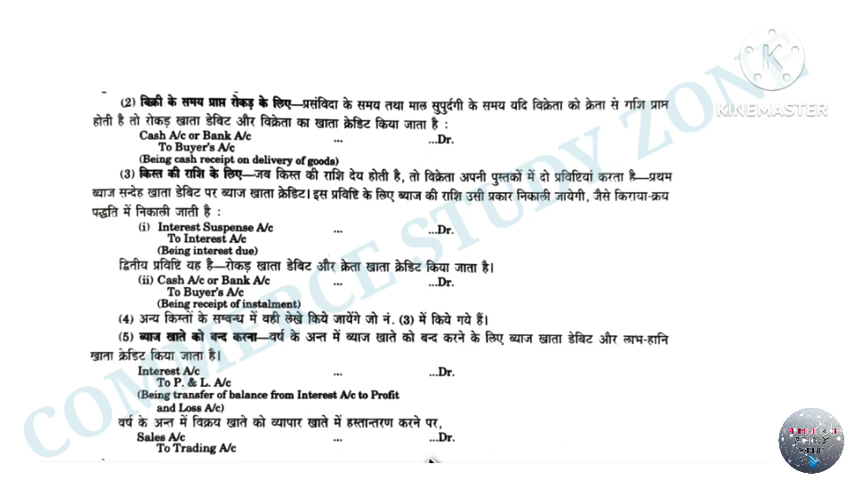 (2) बिक्री के समय प्राप्त रोकड़ के लिए—प्रसंविदा के समय तथा माल सुपुर्दगी के समय यदि विक्रेता को क्रेता से राशि प्राप्त
होती है तो रोकड़ खाता डेबिट और विक्रेता का खाता क्रेडिट किया जाता है :
Cash A/c or Bank A/c ... ...Dr.
To Buyer's A/c
(Being cash receipt on delivery of goods)
(3) किस्त की राशि के लिए—जब किस्त की राशि देय होती है, तो विक्रेता अपनी पुस्तकों में दो प्रविष्टियां करता है—प्रथम
ब्याज सन्देह खाता डेबिट पर ब्याज खाता क्रेडिट। इस प्रविष्टि के लिए ब्याज की राशि उसी प्रकार निकाली जायेगी, जैसे किराया-क्रय
पद्धति में निकाली जाती है :
(i) Interest Suspense A/c ... ...Dr.
To Interest A/c
(Being interest due)
द्वितीय प्रविष्टि यह है—रोकड़ खाता डेबिट और क्रेता खाता क्रेडिट किया जाता है।
(ii) Cash A/c or Bank A/c ... ...Dr.
To Buyer's A/c
(Being receipt of instalment)
(4) अन्य किस्तों के सम्बन्ध में वही लेखे किये जायेंगे जो नं. (3) में किये गये हैं।
(5) ब्याज खाते को बन्द करना—वर्ष के अन्त में ब्याज खाते को बन्द करने के लिए ब्याज खाता डेबिट और लाभ-हानि
खाता क्रेडिट किया जाता है।
Interest A/c ... ...Dr.
To P. & L. A/c
(Being transfer of balance from Interest A/c to Profit
and Loss A/c)
वर्ष के अन्त में विक्रय खाते को व्यापार खाते में हस्तान्तरण करने पर,
Sales A/c ... ...Dr.
To Trading A/c
COMMERCE STUDY ZONE
KINEMASTER